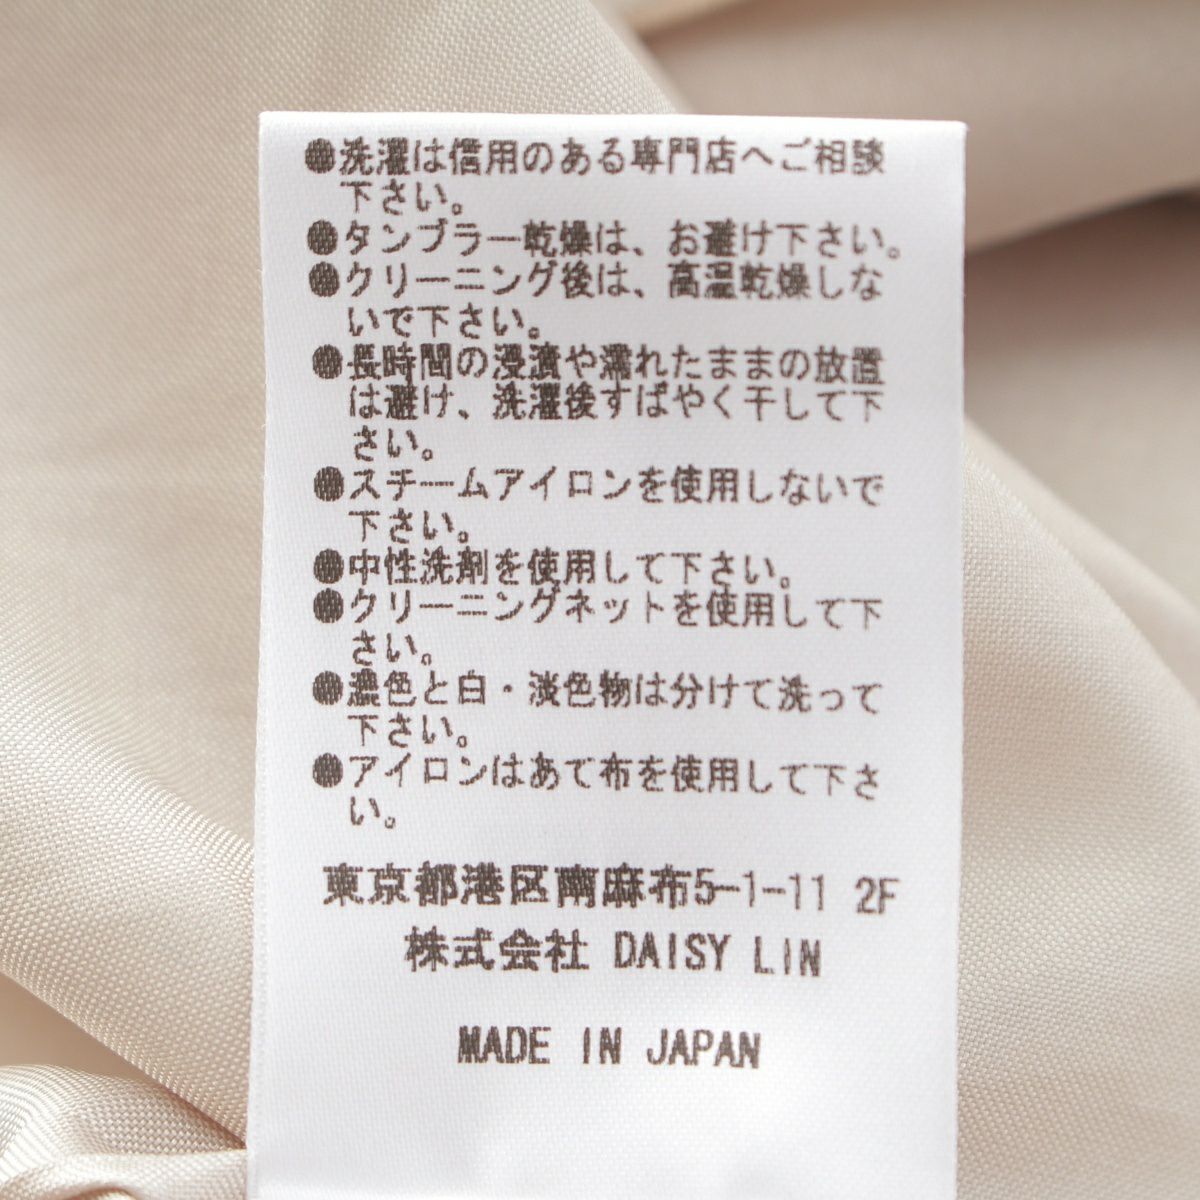 ●洗濯は信用のある専門店へご相談
下さい。
●タンブラー乾燥は、お避け下さい。
●クリーニング後は、高温乾燥しな
いで下さい。
●長時間の浸漬や濡れたままの放置
は避け、洗濯後すばやく干して下
さい。
●スチームアイロンを使用しないで
下さい。
●中性洗剤を使用して下さい。
●クリーニングネットを使用して下
さい。
●濃色と白・淡色物は分けて洗って
下さい。
●アイロンはあて布を使用して下さ
い。
東京都港区南麻布5-1-11 2F
株式会社 DAISY LIN
MADE IN JAPAN